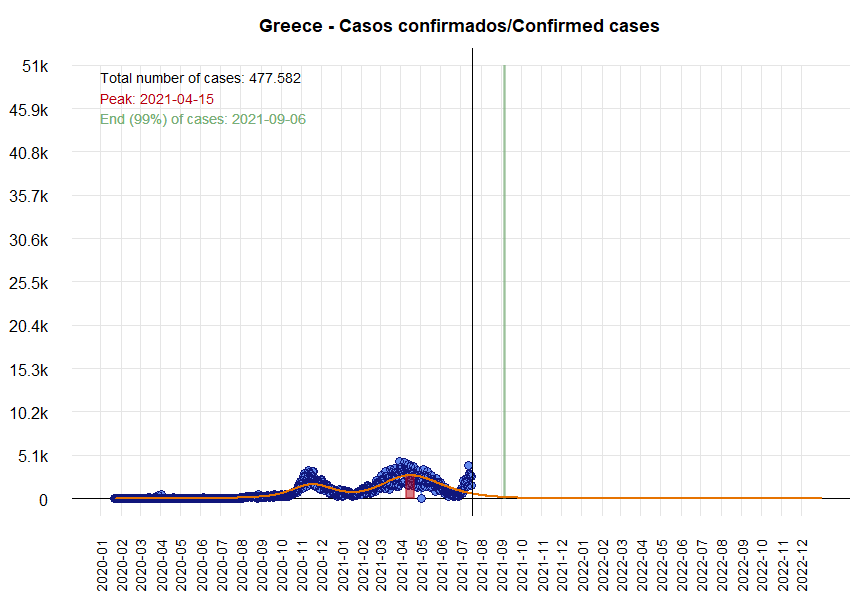 Greece - Casos confirmados/Confirmed cases
Total number of cases: 477.582
Peak: 2021-04-15
End (99%) of cases: 2021-09-06
51k
45.9k
40.8k
35.7k
30.6k
25.5k
20.4k
15.3k
10.2k
5.1k
0
2020-01
2020-02
2020-03
2020-04
2020-05
2020-06
2020-07
2020-08
2020-09
2020-10
2020-11
2020-12
2021-01
2021-02
2021-03
2021-04
2021-05
2021-06
2021-07
2021-08
2021-09
2021-10
2021-11
2021-12
2022-01
2022-02
2022-03
2022-04
2022-05
2022-06
2022-07
2022-08
2022-09
2022-10
2022-11
2022-12